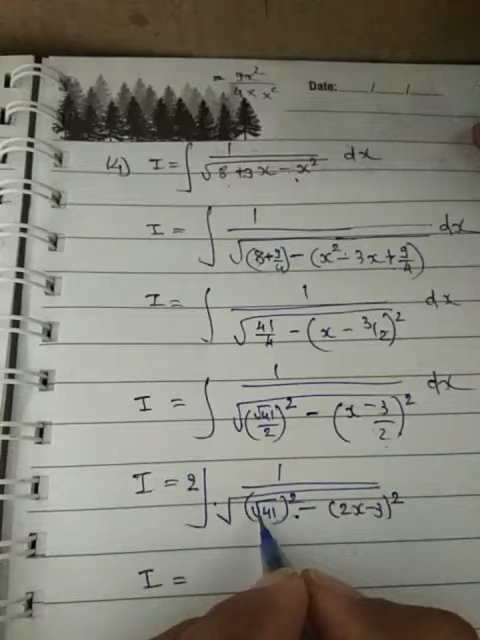 = 9x²/4×x²
Date: / /
(4) I = ∫ 1/√(8+3x-x²) dx
I = ∫ 1/√((8+9/4) - (x²-3x+9/4)) dx
I = ∫ 1/√(41/4 - (x - 3/2)²) dx
I = ∫ 1/√((√41/2)² - (x-3/2)²) dx
I = 2∫ 1/√((√41)² - (2x-3)²)
I =